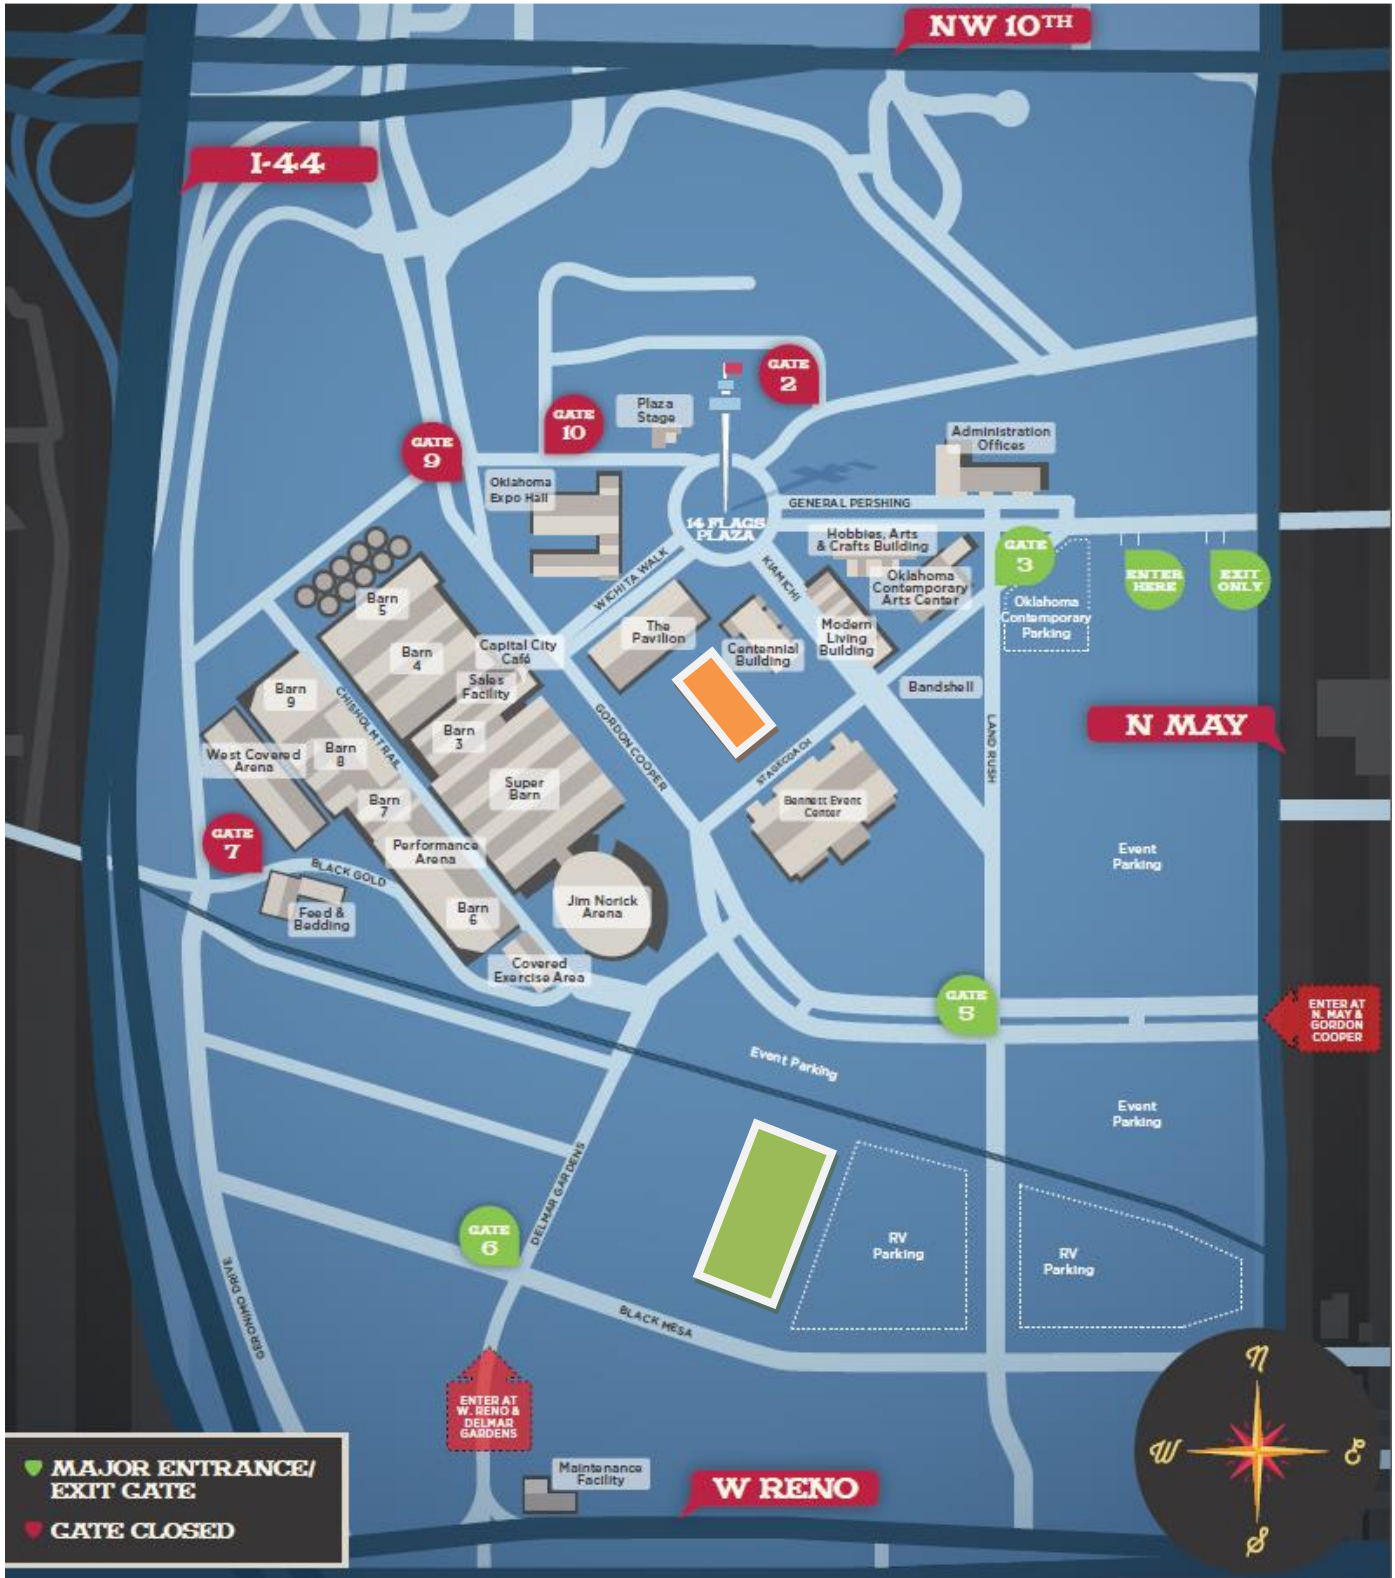 NW 10TH
I-44
GATE
2
GATE
10
Plaza
Stage
GATE
9
Administration
Offices
Oklahoma
Expo Hall
GENERAL PERSHING
14 FLAGS
PLAZA
Hobbies, Arts
& Crafts Building
GATE
3
WICHITA WALK
KIAMICHI
Oklahoma
Contemporary
Arts Center
ENTER
HERE
EXIT
ONLY
Oklahoma
Contemporary
Parking
Barn
5
The
Pavilion
Modern
Living
Building
Centennial
Building
Capital City
Café
Barn
4
Sales
Facility
Bandshell
Barn
9
CHISHOLM TRAIL
GORDON COOPER
LAND RUSH
N MAY
Barn
3
West Covered
Arena
Barn
8
STAGECOACH
Super
Barn
Barn
7
Bennett Event
Center
GATE
7
Performance
Arena
Event
Parking
BLACK GOLD
Feed &
Bedding
Barn
6
Jim Norick
Arena
Covered
Exercise Area
GATE
5
ENTER AT
N. MAY &
GORDON
COOPER
Event Parking
Event
Parking
DELMAR GARDENS
GATE
6
RV
Parking
RV
Parking
GERONIMO DRIVE
BLACK MESA
N
W
E
S
ENTER AT
W. RENO &
DELMAR
GARDENS
Maintenance
Facility
W RENO
MAJOR ENTRANCE/
EXIT GATE
GATE CLOSED